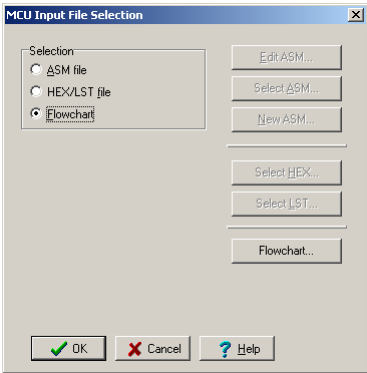 MCU Input File Selection
Selection
ASM file
HEX/LST file
Flowchart
Edit ASM...
Select ASM...
New ASM...
Select HEX...
Select LST...
Flowchart...
OK
Cancel
? Help